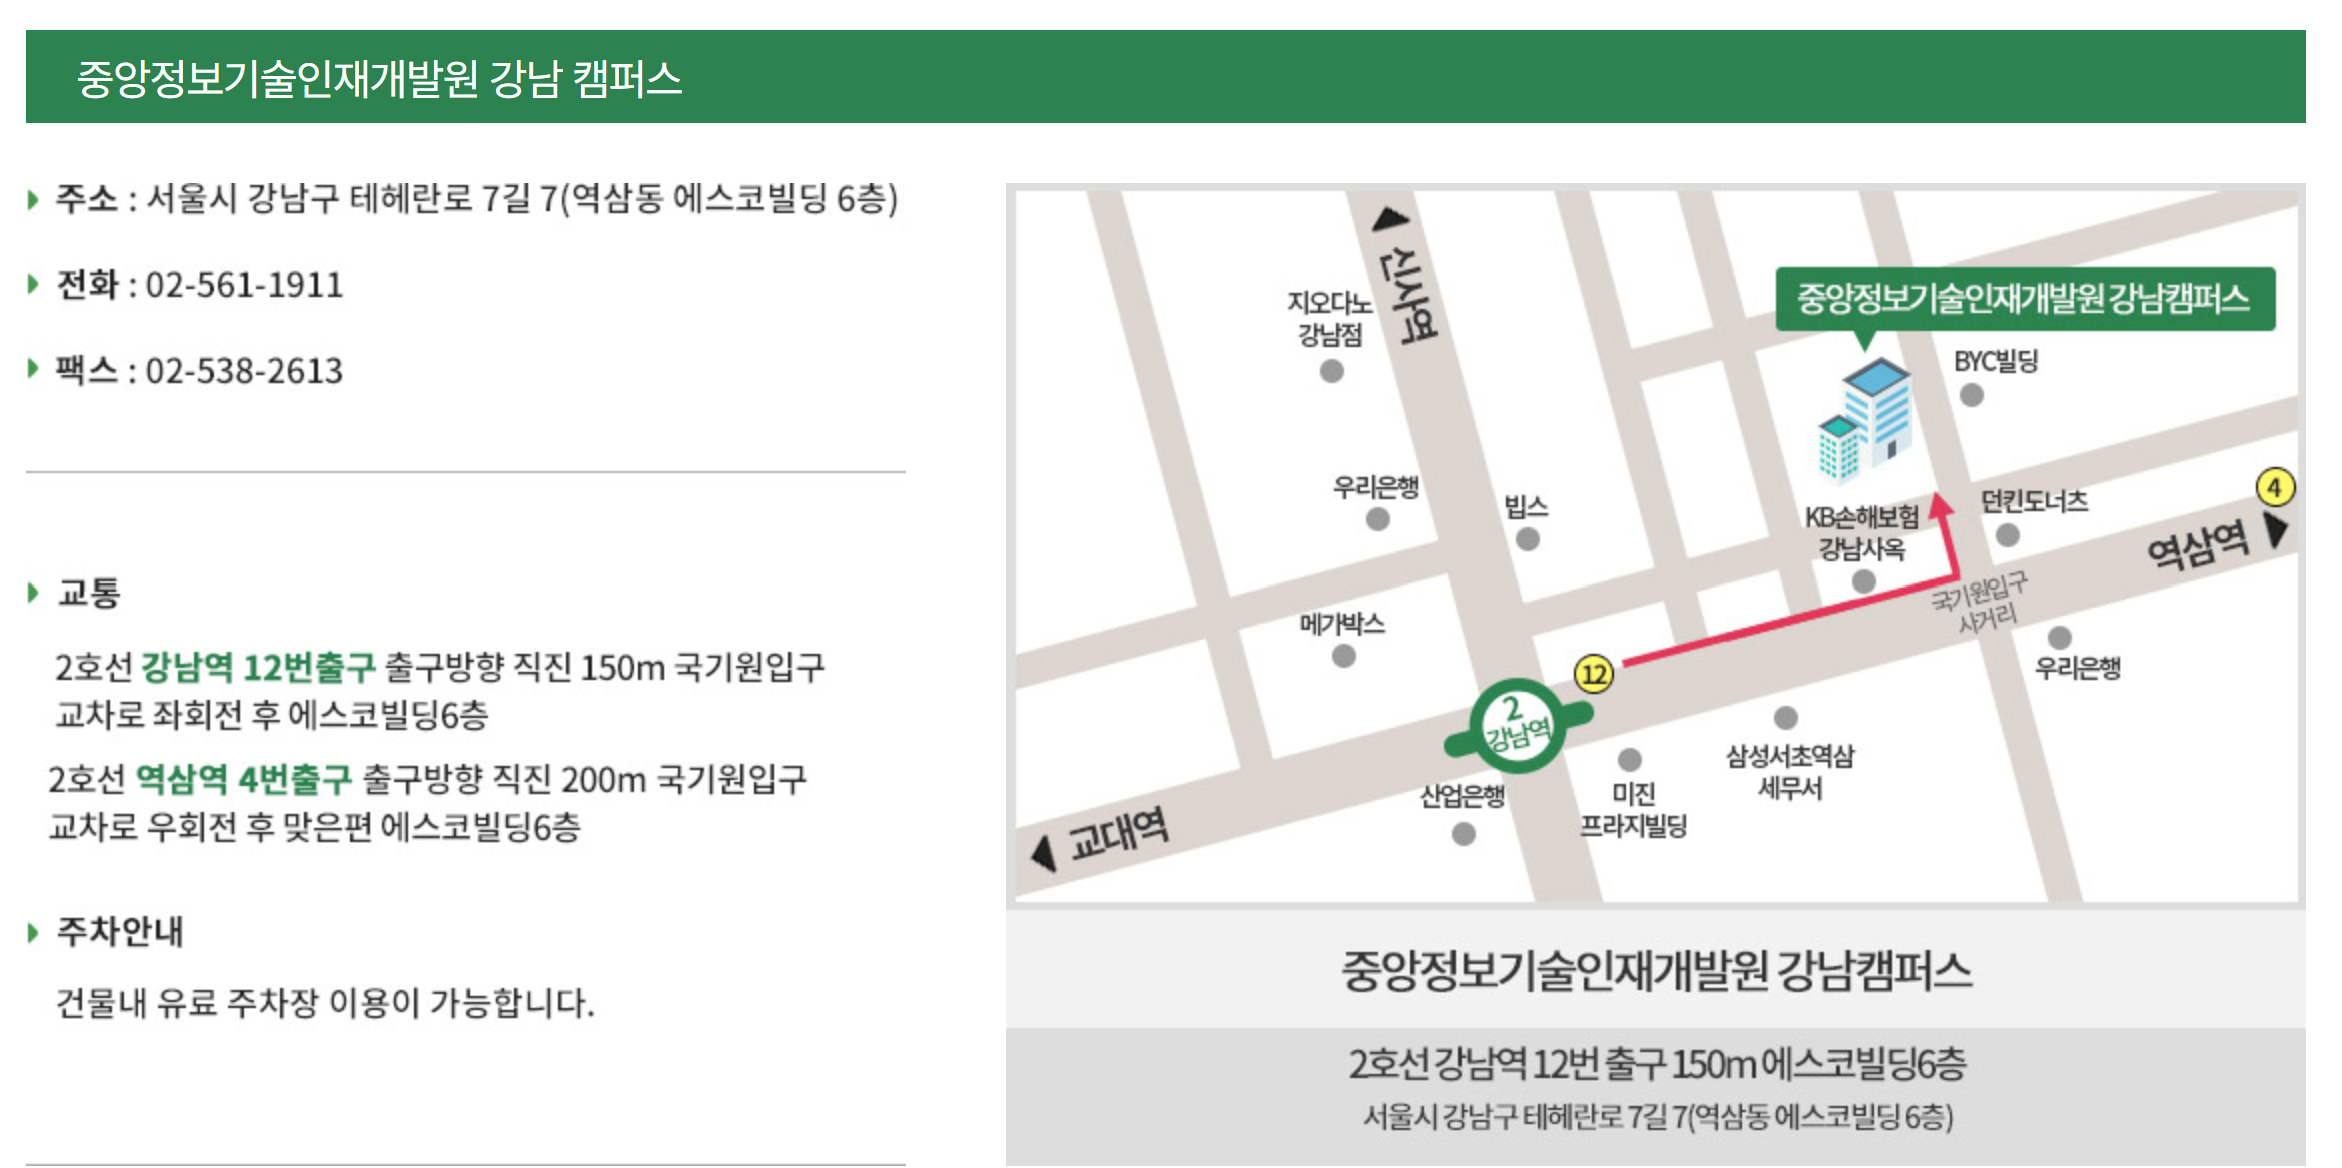 중앙정보기술인재개발원 강남 캠퍼스
주소 : 서울시 강남구 테헤란로 7길 7(역삼동 에스코빌딩 6층)
전화 : 02-561-1911
팩스 : 02-538-2613
교통
2호선 강남역 12번출구 출구방향 직진 150m 국기원입구
교차로 좌회전 후 에스코빌딩6층
2호선 역삼역 4번출구 출구방향 직진 200m 국기원입구
교차로 우회전 후 맞은편 에스코빌딩6층
주차안내
건물내 유료 주차장 이용이 가능합니다.
신사역
지오다노
강남점
중앙정보기술인재개발원 강남캠퍼스
BYC빌딩
우리은행
빕스
KB손해보험
강남사옥
던킨도너츠
4
역삼역
국기원입구
사거리
메가박스
12
2
강남역
우리은행
삼성서초역삼
세무서
미진
프라지빌딩
산업은행
교대역
중앙정보기술인재개발원 강남캠퍼스
2호선 강남역 12번 출구 150m 에스코빌딩6층
서울시 강남구 테헤란로 7길 7(역삼동 에스코빌딩 6층)